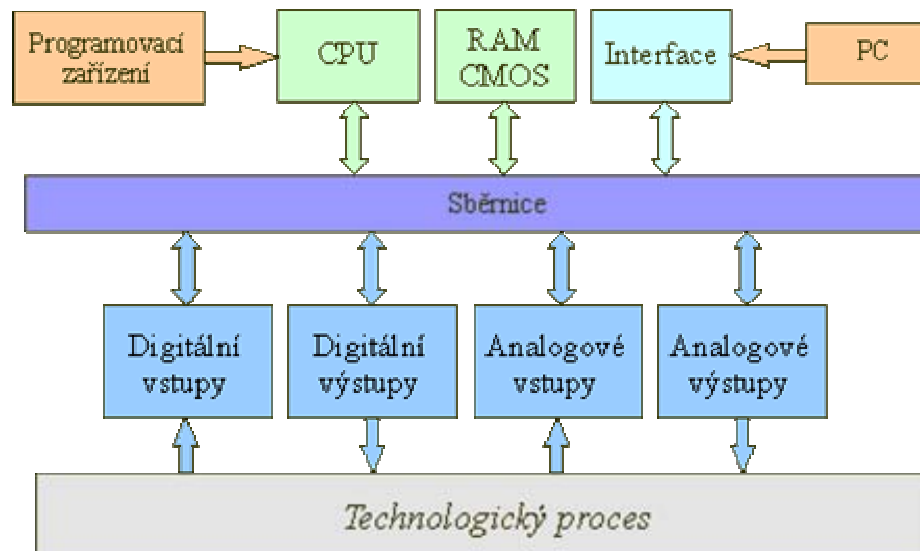 Programovací
zařízení
CPU
RAM
CMOS
Interface
PC
Sběrnice
Digitální
vstupy
Digitální
výstupy
Analogové
vstupy
Analogové
výstupy
Technologický proces